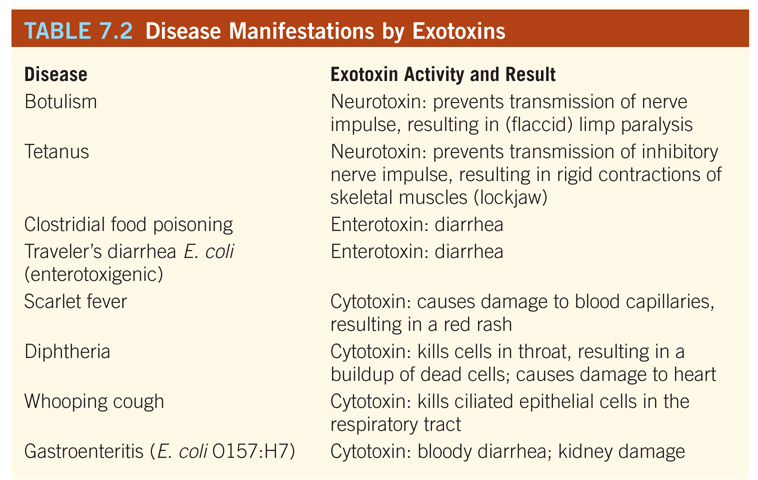 TABLE 7.2 Disease Manifestations by Exotoxins
Disease Exotoxin Activity and Result
Botulism Neurotoxin: prevents transmission of nerve
impulse, resulting in (flaccid) limp paralysis
Tetanus Neurotoxin: prevents transmission of inhibitory
nerve impulse, resulting in rigid contractions of
skeletal muscles (lockjaw)
Clostridial food poisoning Enterotoxin: diarrhea
Traveler’s diarrhea E. coli Enterotoxin: diarrhea
(enterotoxigenic)
Scarlet fever Cytotoxin: causes damage to blood capillaries,
resulting in a red rash
Diphtheria Cytotoxin: kills cells in throat, resulting in a
buildup of dead cells; causes damage to heart
Whooping cough Cytotoxin: kills ciliated epithelial cells in the
respiratory tract
Gastroenteritis (E. coli O157:H7) Cytotoxin: bloody diarrhea; kidney damage